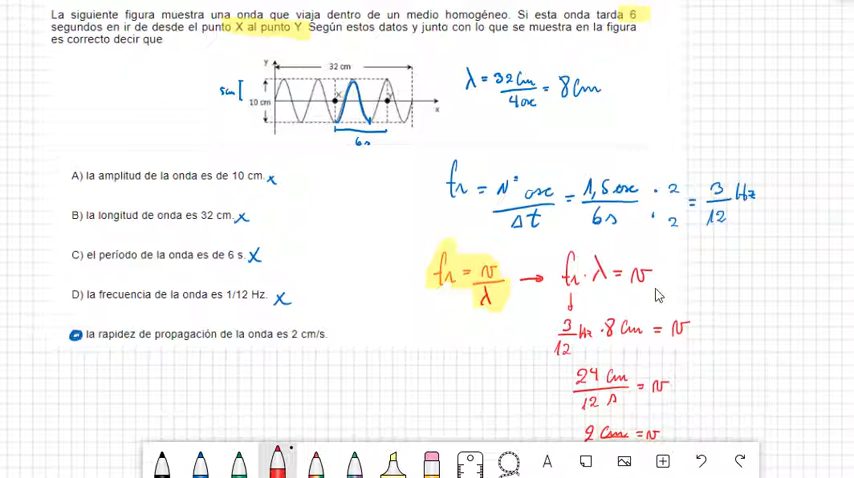 La siguiente figura muestra una onda que viaja dentro de un medio homogéneo. Si esta onda tarda 6
segundos en ir de desde el punto X al punto Y. Según estos datos y junto con lo que se muestra en la figura
es correcto decir que
Y
32 cm
5cm
10 cm
X
Y
x
6s
λ = 32cm / 4osc = 8cm
A) la amplitud de la onda es de 10 cm. x
B) la longitud de onda es 32 cm. x
C) el período de la onda es de 6 s. x
D) la frecuencia de la onda es 1/12 Hz. x
la rapidez de propagación de la onda es 2 cm/s.
fr = N° osc / Δt = 1,5 osc / 6s · 2 / · 2 = 3/12 Hz
fr = v/λ → fr · λ = v
3/12 Hz · 8 cm = v
24 cm / 12 s = v
2 cm = v
A